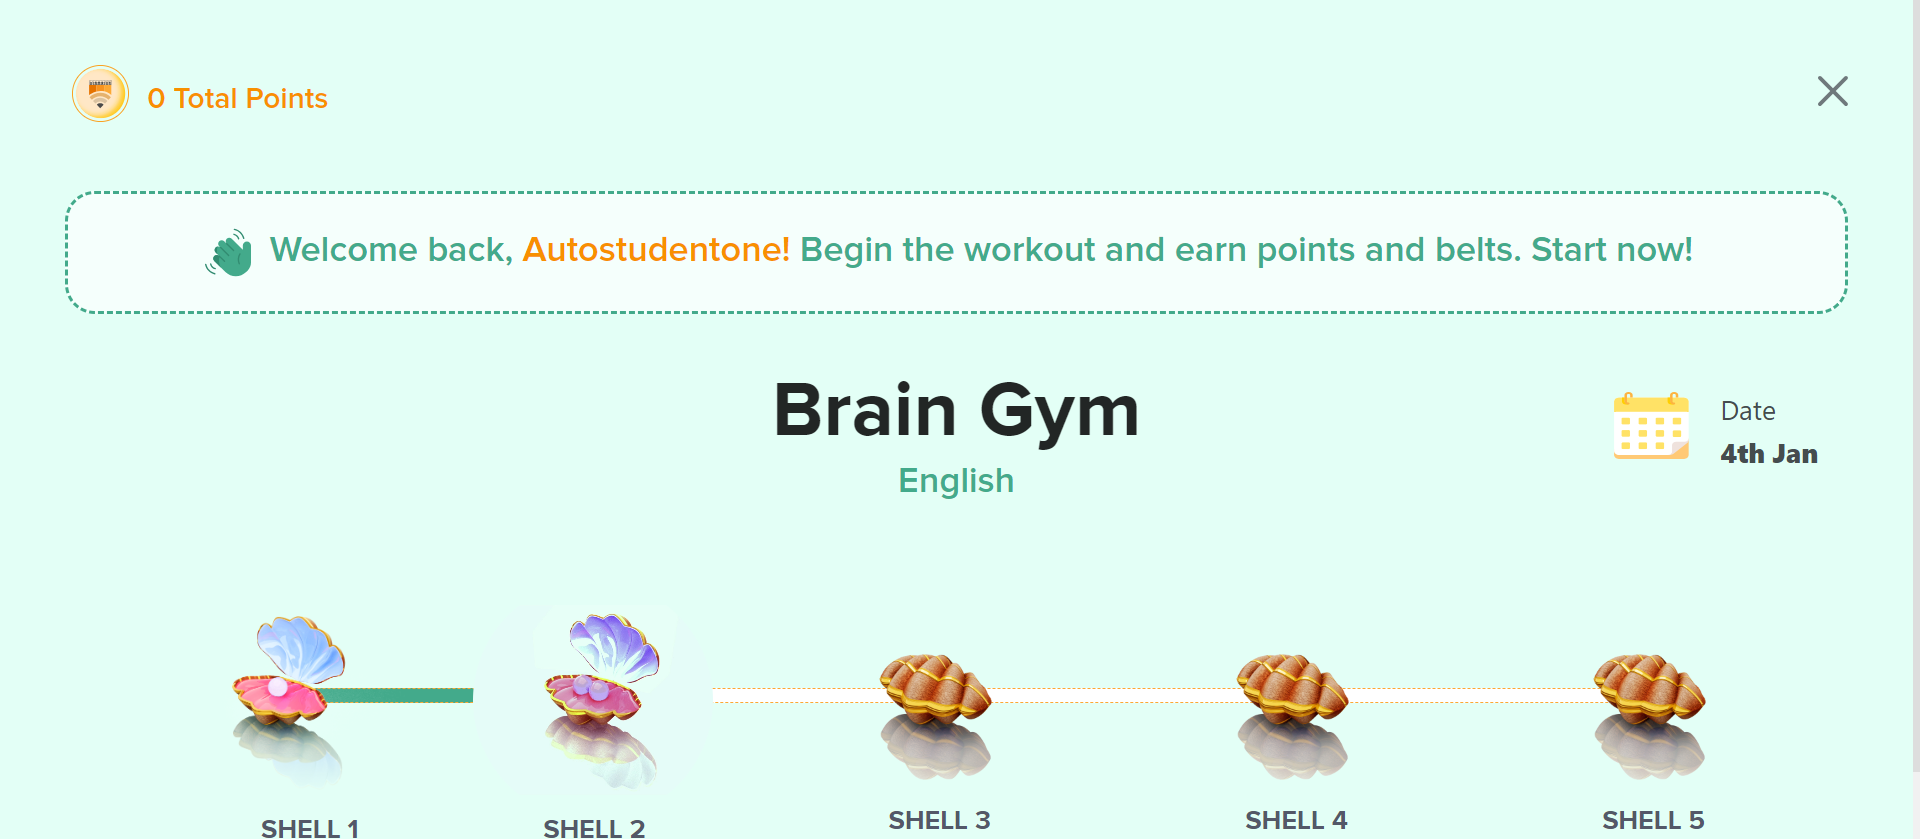 0 Total Points
Welcome back, Autostudentone! Begin the workout and earn points and belts. Start now!
Brain Gym
English
Date
4th Jan
SHELL 1
SHELL 2
SHELL 3
SHELL 4
SHELL 5